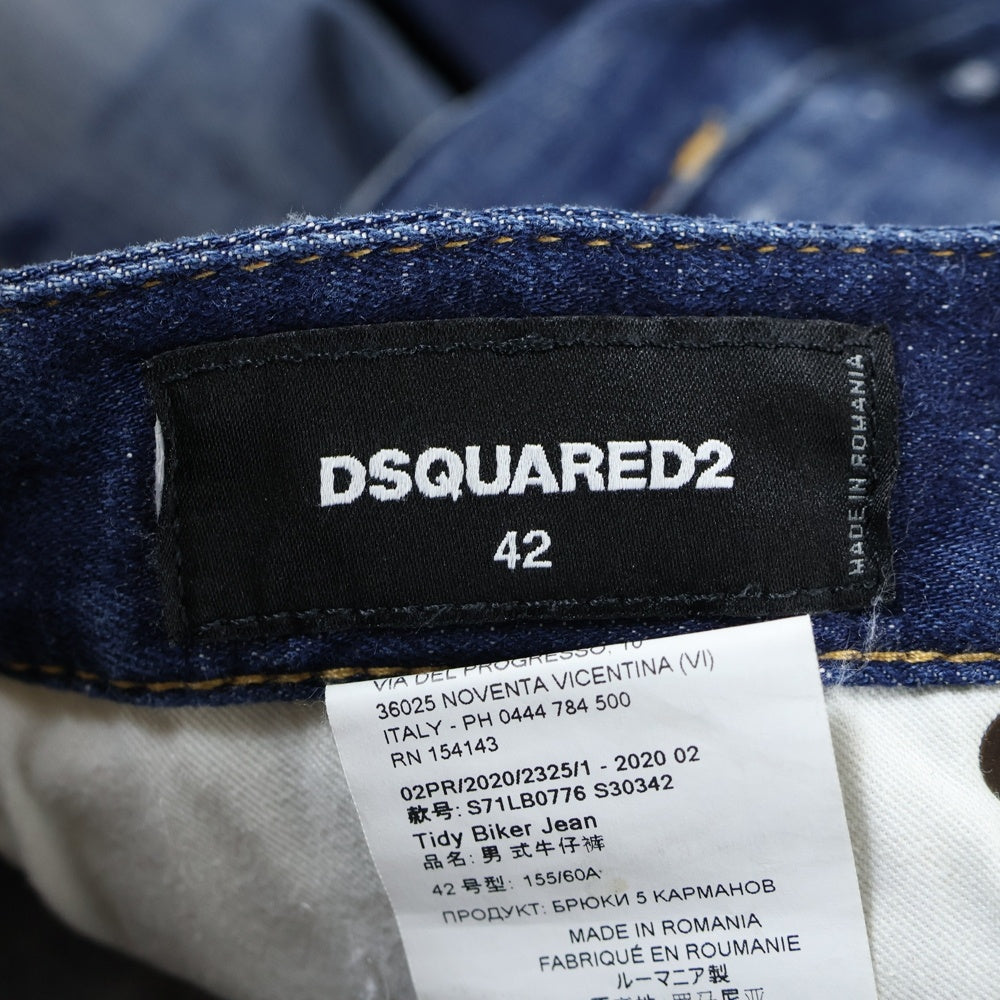 DSQUARED2
42
MADE IN ROMANIA
VIA DEL PROGRESSO, 10
36025 NOVENTA VICENTINA (VI)
ITALY - PH 0444 784 500
RN 154143
02PR/2020/2325/1 - 2020 02
款号: S71LB0776 S30342
Tidy Biker Jean
品名: 男 式牛仔裤
42 号型: 155/60A
ПРОДУКТ: БРЮКИ 5 КАРМАНОВ
MADE IN ROMANIA
FABRIQUÉ EN ROUMANIE
ルーマニア製